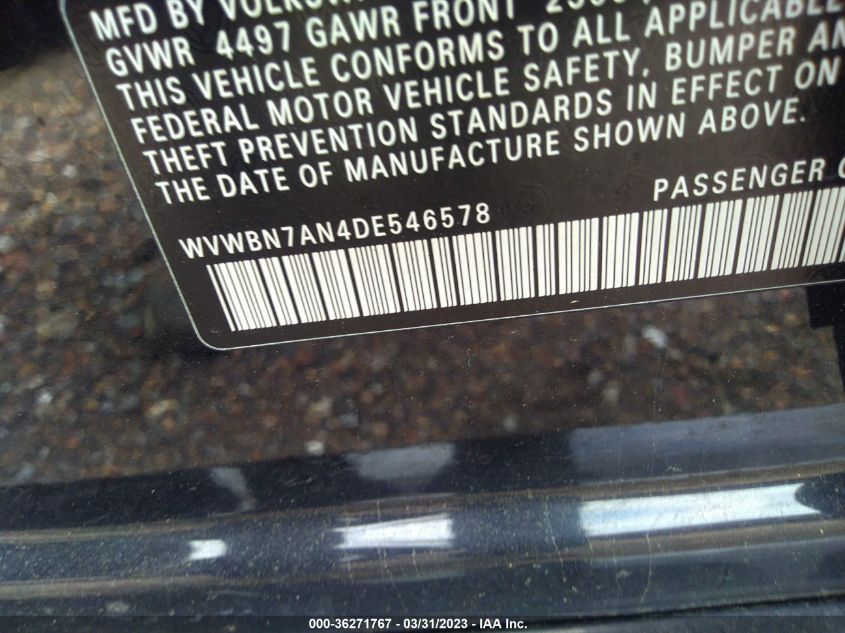 MFD BY
GVWR 4497 GAWR FRONT
THIS VEHICLE CONFORMS TO ALL APPLICABLE
FEDERAL MOTOR VEHICLE SAFETY, BUMPER
THEFT PREVENTION STANDARDS IN EFFECT ON
THE DATE OF MANUFACTURE SHOWN ABOVE.
WVWBN7AN4DE546578 PASSENGER
000-36271767 - 03/31/2023 - IAA Inc.